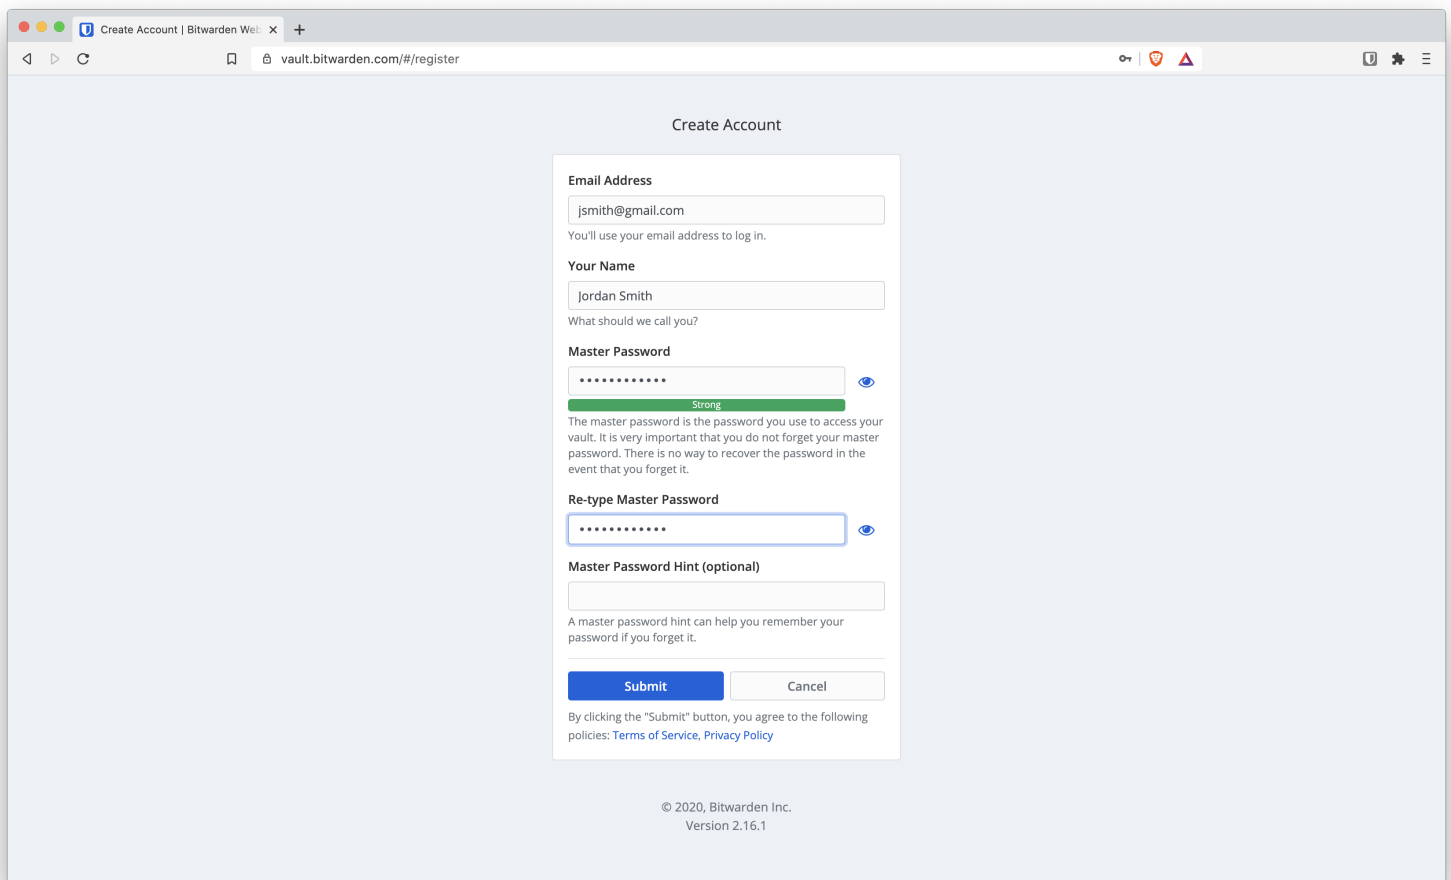 Create Account | Bitwarden Web
vault.bitwarden.com/#/register
Create Account
Email Address
jsmith@gmail.com
You'll use your email address to log in.
Your Name
Jordan Smith
What should we call you?
Master Password
••••••••••••
Strong
The master password is the password you use to access your
vault. It is very important that you do not forget your master
password. There is no way to recover the password in the
event that you forget it.
Re-type Master Password
••••••••••••
Master Password Hint (optional)
A master password hint can help you remember your
password if you forget it.
Submit
Cancel
By clicking the "Submit" button, you agree to the following
policies: Terms of Service, Privacy Policy
© 2020, Bitwarden Inc.
Version 2.16.1